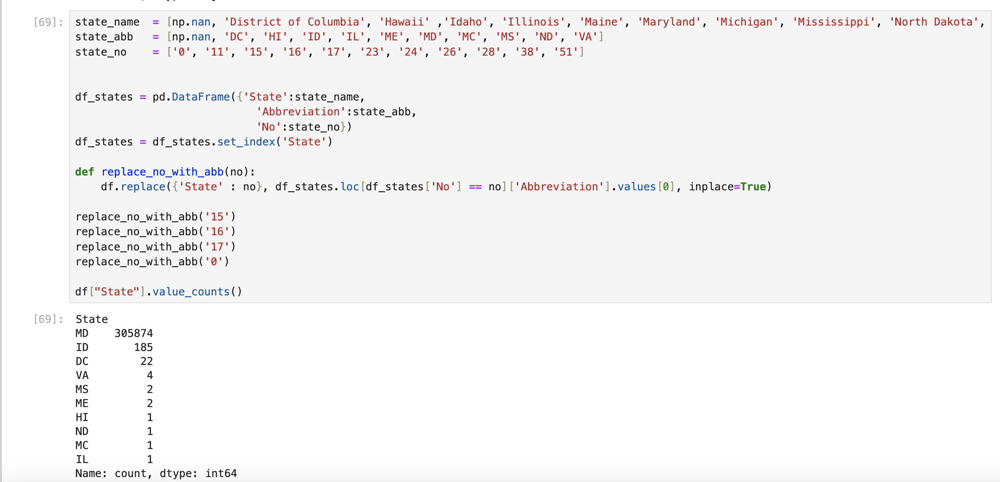 [69]: state_name  = [np.nan, 'District of Columbia', 'Hawaii' ,'Idaho', 'Illinois', 'Maine', 'Maryland', 'Michigan', 'Mississippi', 'North Dakota',
state_abb   = [np.nan, 'DC', 'HI', 'ID', 'IL', 'ME', 'MD', 'MC', 'MS', 'ND', 'VA']
state_no    = ['0', '11', '15', '16', '17', '23', '24', '26', '28', '38', '51']
df_states = pd.DataFrame({'State':state_name,
                            'Abbreviation':state_abb,
                            'No':state_no})
df_states = df_states.set_index('State')
def replace_no_with_abb(no):
    df.replace({'State' : no}, df_states.loc[df_states['No'] == no]['Abbreviation'].values[0], inplace=True)
replace_no_with_abb('15')
replace_no_with_abb('16')
replace_no_with_abb('17')
replace_no_with_abb('0')
df["State"].value_counts()
[69]: State
MD    305874
ID       185
DC        22
VA         4
MS         2
ME         2
HI         1
ND         1
MC         1
IL         1
Name: count, dtype: int64